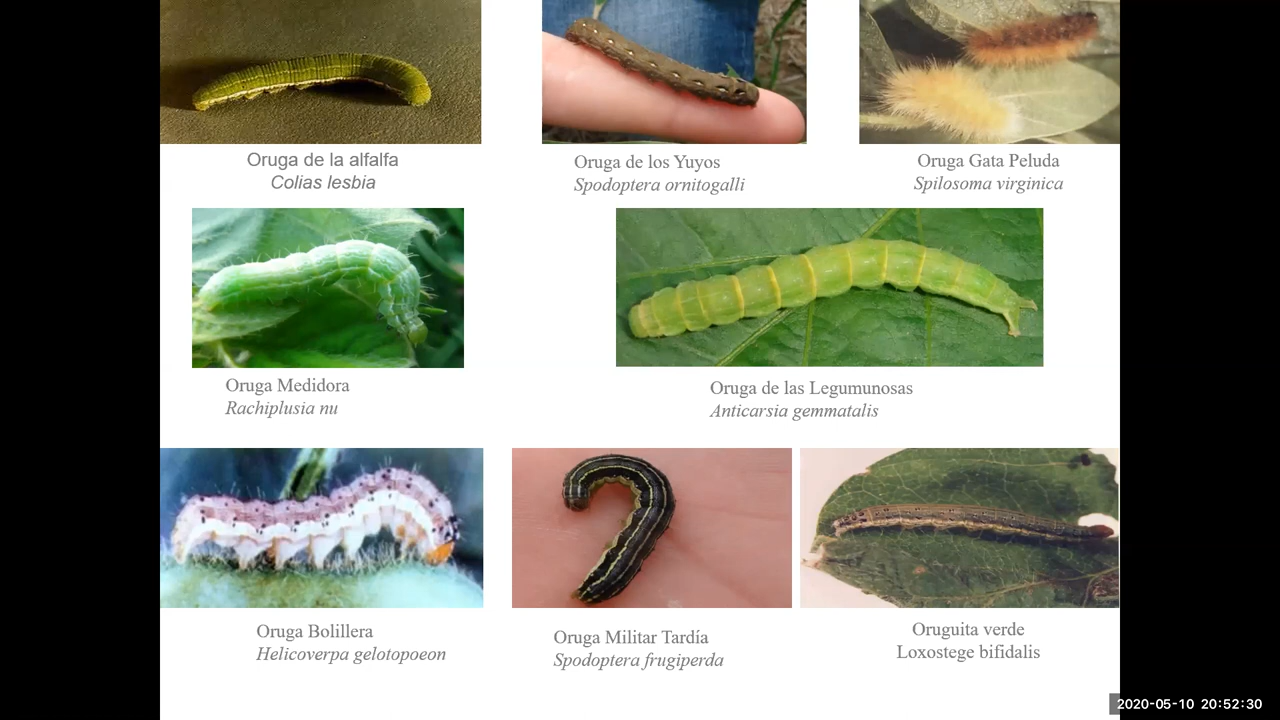 Oruga de la alfalfa
Colias lesbia
Oruga de los Yuyos
Spodoptera ornitogalli
Oruga Gata Peluda
Spilosoma virginica
Oruga Medidora
Rachiplusia nu
Oruga de las Legumunosas
Anticarsia gemmatalis
Oruga Bolillera
Helicoverpa gelotopoeon
Oruga Militar Tardía
Spodoptera frugiperda
Oruguita verde
Loxostege bifidalis
2020-05-10 20:52:30